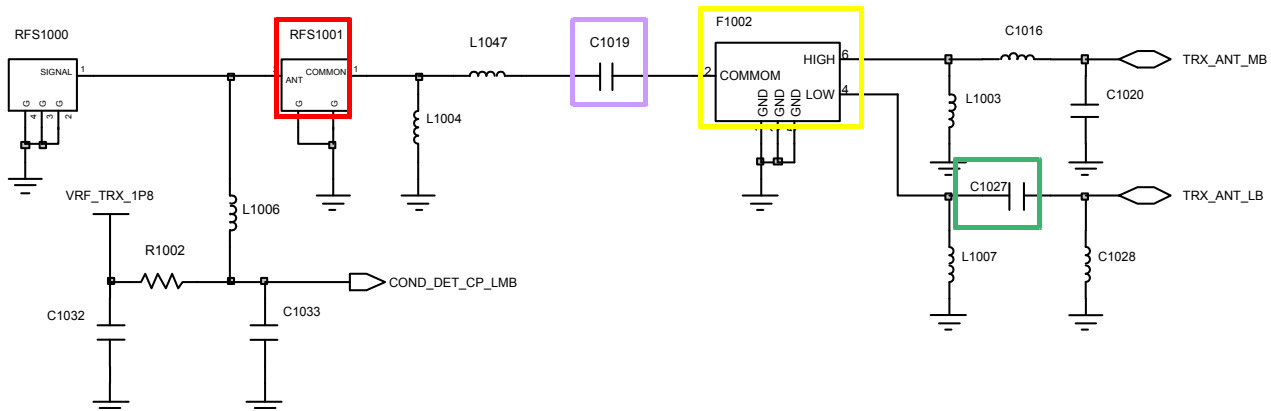 RFS1000
SIGNAL
1
G
G
G
4
3
2
RFS1001
ANT
COMMON
1
G
G
L1047
C1019
L1004
F1002
2
COMMOM
HIGH
6
LOW
4
GND
GND
GND
C1016
TRX_ANT_MB
L1003
C1020
C1027
TRX_ANT_LB
L1007
C1028
VRF_TRX_1P8
L1006
R1002
COND_DET_CP_LMB
C1032
C1033